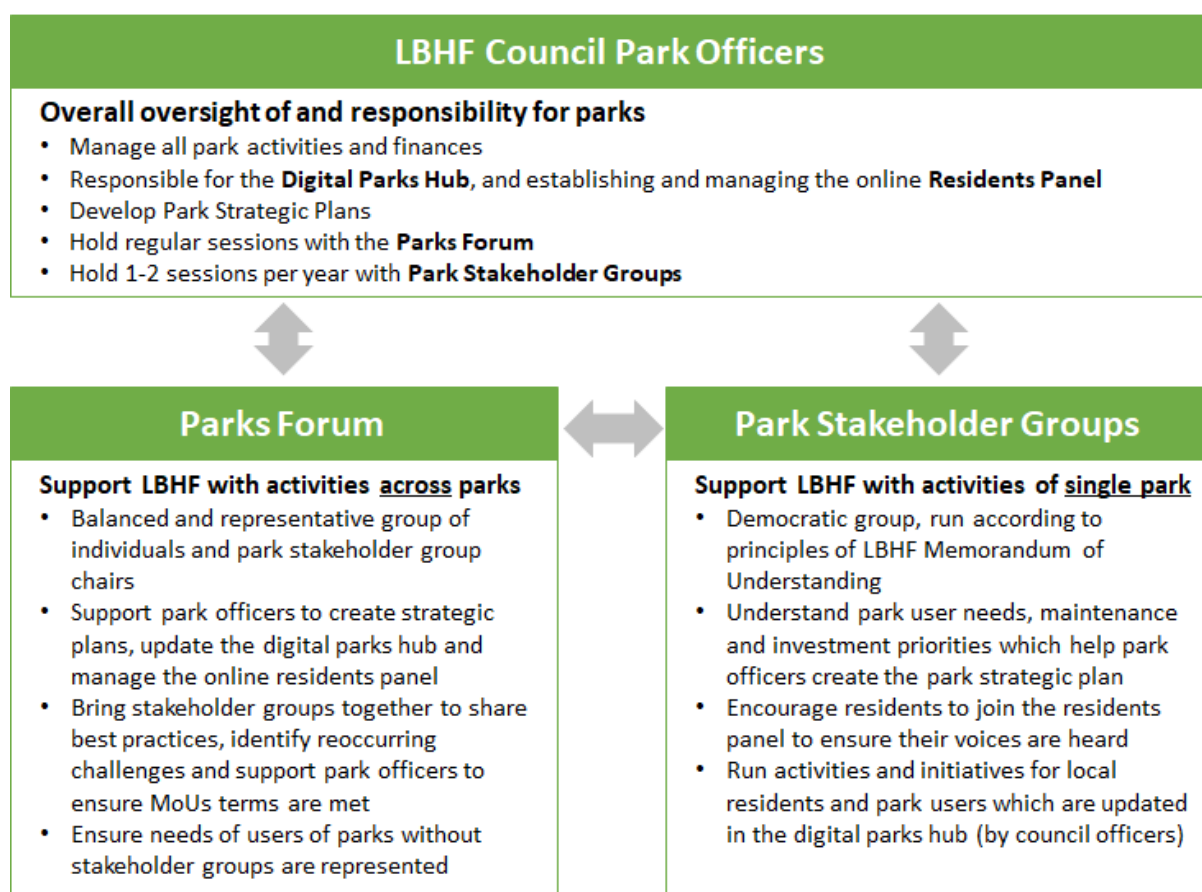 LBHF Council Park Officers
Overall oversight of and responsibility for parks
• Manage all park activities and finances
• Responsible for the Digital Parks Hub, and establishing and managing the online Residents Panel
• Develop Park Strategic Plans
• Hold regular sessions with the Parks Forum
• Hold 1-2 sessions per year with Park Stakeholder Groups
Parks Forum
Support LBHF with activities across parks
• Balanced and representative group of
individuals and park stakeholder group
chairs
• Support park officers to create strategic
plans, update the digital parks hub and
manage the online residents panel
• Bring stakeholder groups together to share
best practices, identify reoccurring
challenges and support park officers to
ensure MoUs terms are met
• Ensure needs of users of parks without
stakeholder groups are represented
Park Stakeholder Groups
Support LBHF with activities of single park
• Democratic group, run according to
principles of LBHF Memorandum of
Understanding
• Understand park user needs, maintenance
and investment priorities which help park
officers create the park strategic plan
• Encourage residents to join the residents
panel to ensure their voices are heard
• Run activities and initiatives for local
residents and park users which are updated
in the digital parks hub (by council officers)